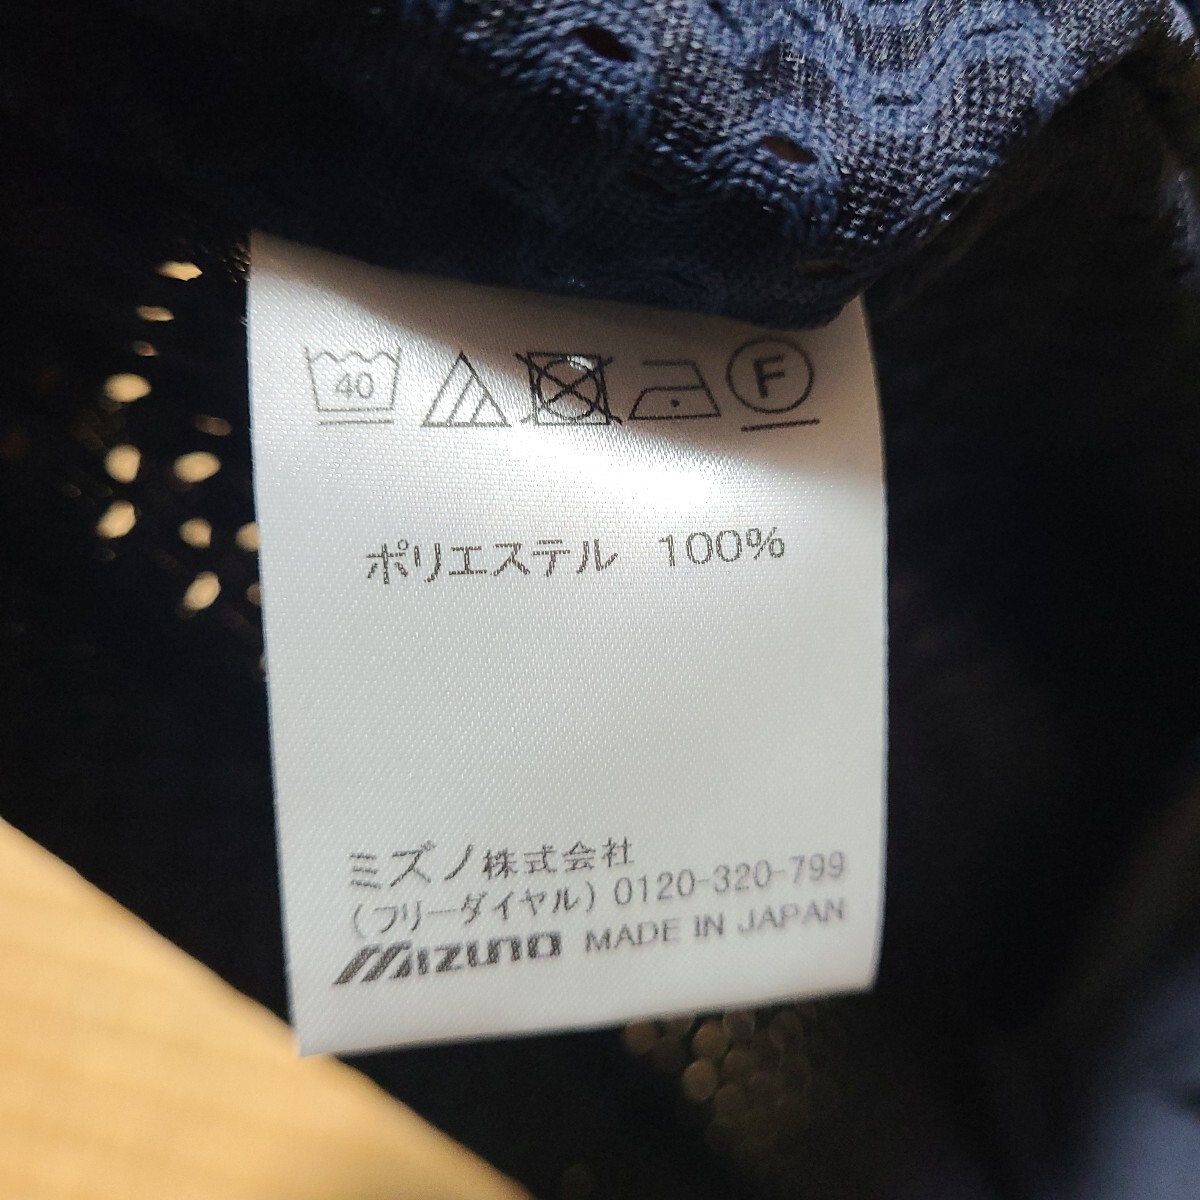 40 F
ポリエステル 100%
ミズノ株式会社
(フリーダイヤル) 0120-320-799
MIZUNO MADE IN JAPAN